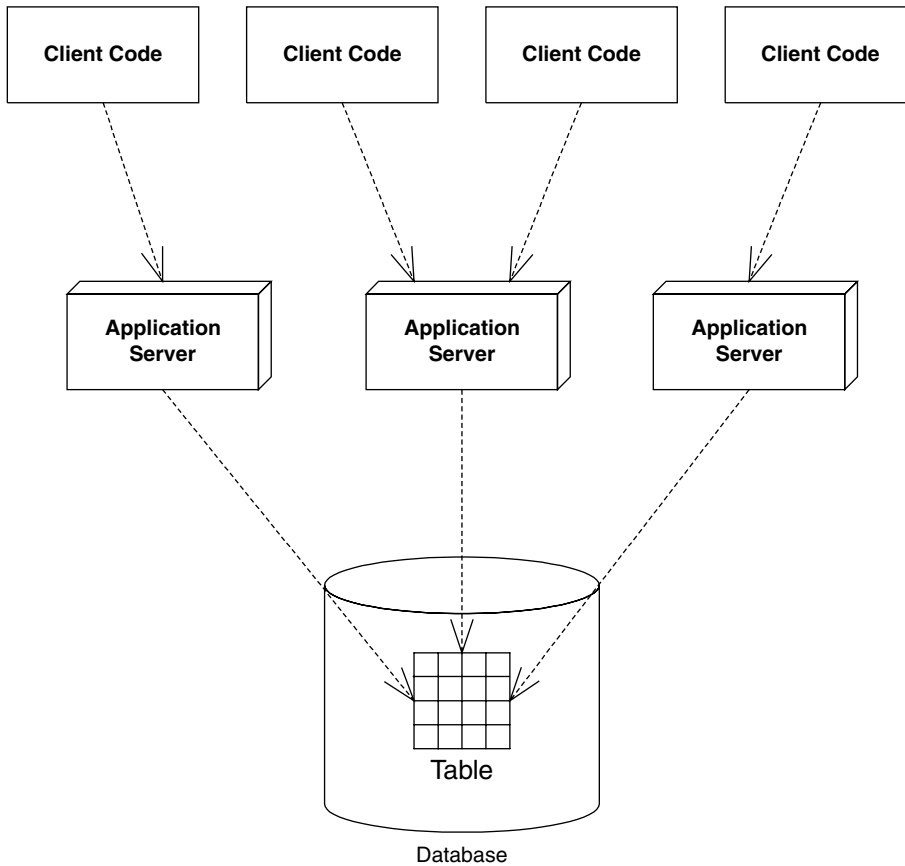 Client Code
Client Code
Client Code
Client Code
Application
Server
Application
Server
Application
Server
Table
Database